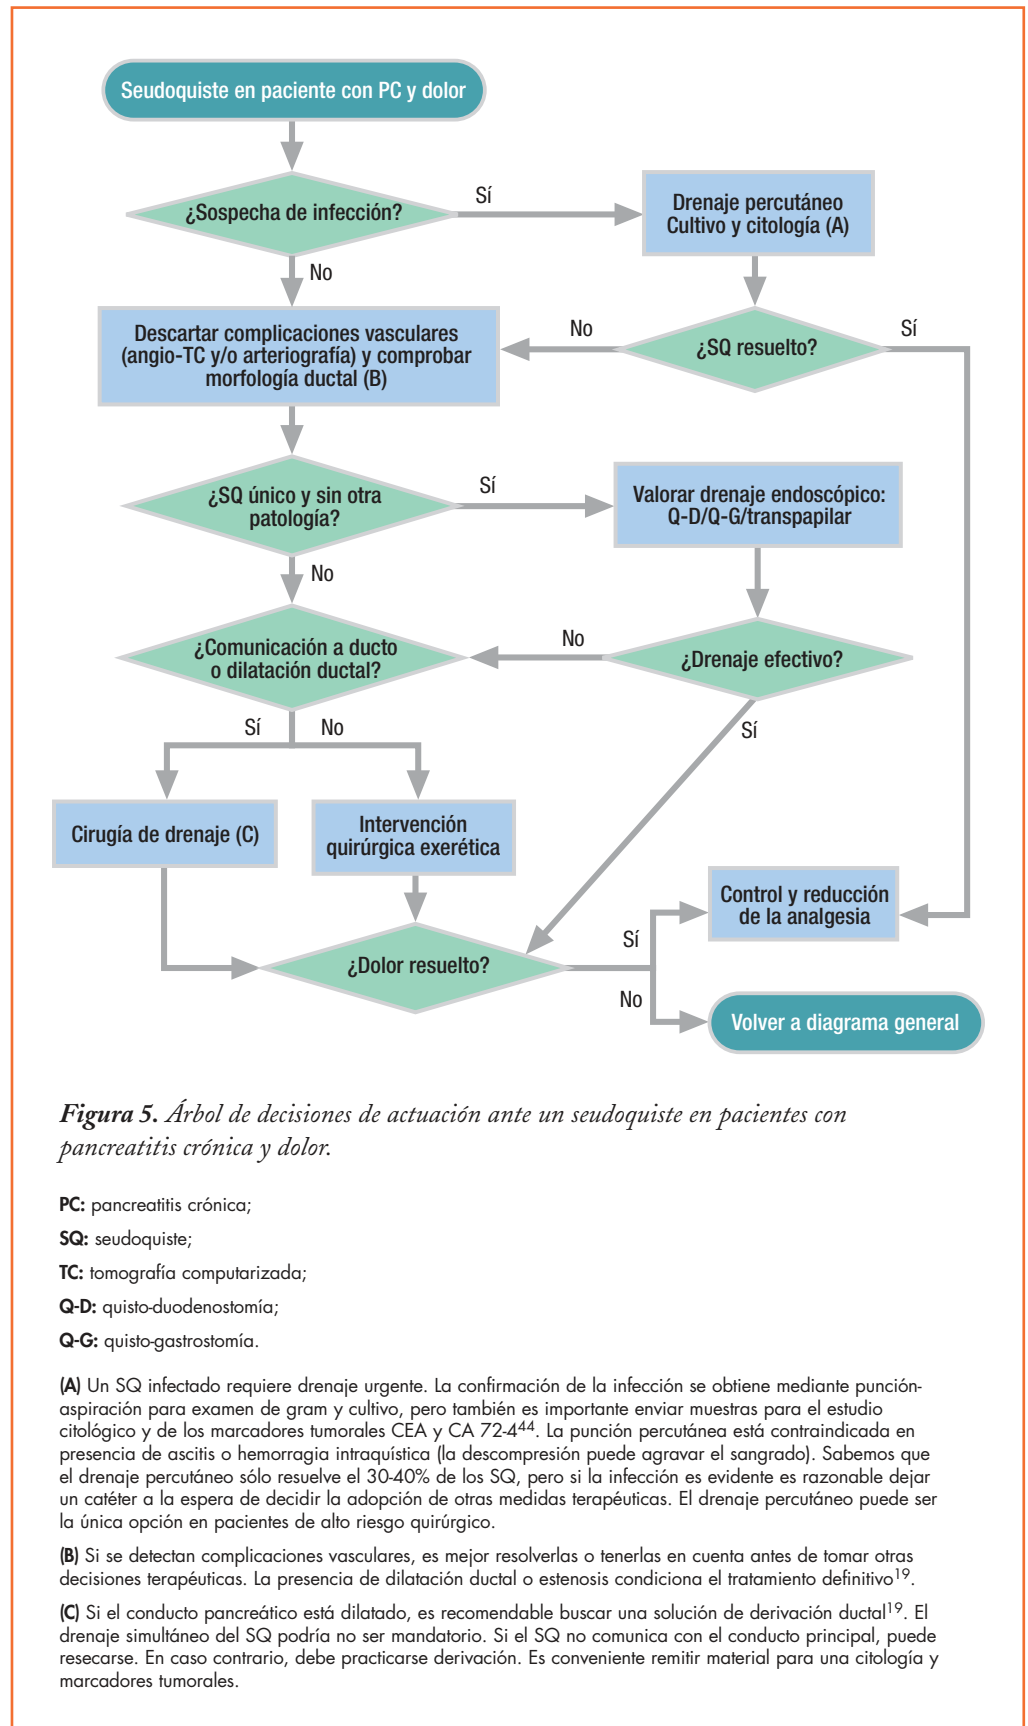 Seudoquiste en paciente con PC y dolor
¿Sospecha de infección?
Sí
Drenaje percutáneo
Cultivo y citología (A)
No
Descartar complicaciones vasculares
(angio-TC y/o arteriografía) y comprobar
morfología ductal (B)
No
¿SQ resuelto?
Sí
¿SQ único y sin otra
patología?
Sí
Valorar drenaje endoscópico:
Q-D/Q-G/transpapilar
No
¿Comunicación a ducto
o dilatación ductal?
No
¿Drenaje efectivo?
Sí
No
Sí
Cirugía de drenaje (C)
Intervención
quirúrgica exerética
Control y reducción
de la analgesia
¿Dolor resuelto?
Sí
No
Volver a diagrama general
Figura 5. Árbol de decisiones de actuación ante un seudoquiste en pacientes con
pancreatitis crónica y dolor.
PC: pancreatitis crónica;
SQ: seudoquiste;
TC: tomografía computarizada;
Q-D: quisto-duodenostomía;
Q-G: quisto-gastrostomía.
(A) Un SQ infectado requiere drenaje urgente. La confirmación de la infección se obtiene mediante punción-
aspiración para examen de gram y cultivo, pero también es importante enviar muestras para el estudio
citológico y de los marcadores tumorales CEA y CA 72-4⁴⁴. La punción percutánea está contraindicada en
presencia de ascitis o hemorragia intraquística (la descompresión puede agravar el sangrado). Sabemos que
el drenaje percutáneo sólo resuelve el 30-40% de los SQ, pero si la infección es evidente es razonable dejar
un catéter a la espera de decidir la adopción de otras medidas terapéuticas. El drenaje percutáneo puede ser
la única opción en pacientes de alto riesgo quirúrgico.
(B) Si se detectan complicaciones vasculares, es mejor resolverlas o tenerlas en cuenta antes de tomar otras
decisiones terapéuticas. La presencia de dilatación ductal o estenosis condiciona el tratamiento definitivo¹⁹.
(C) Si el conducto pancreático está dilatado, es recomendable buscar una solución de derivación ductal¹⁹. El
drenaje simultáneo del SQ podría no ser mandatorio. Si el SQ no comunica con el conducto principal, puede
resecarse. En caso contrario, debe practicarse derivación. Es conveniente remitir material para una citología y
marcadores tumorales.